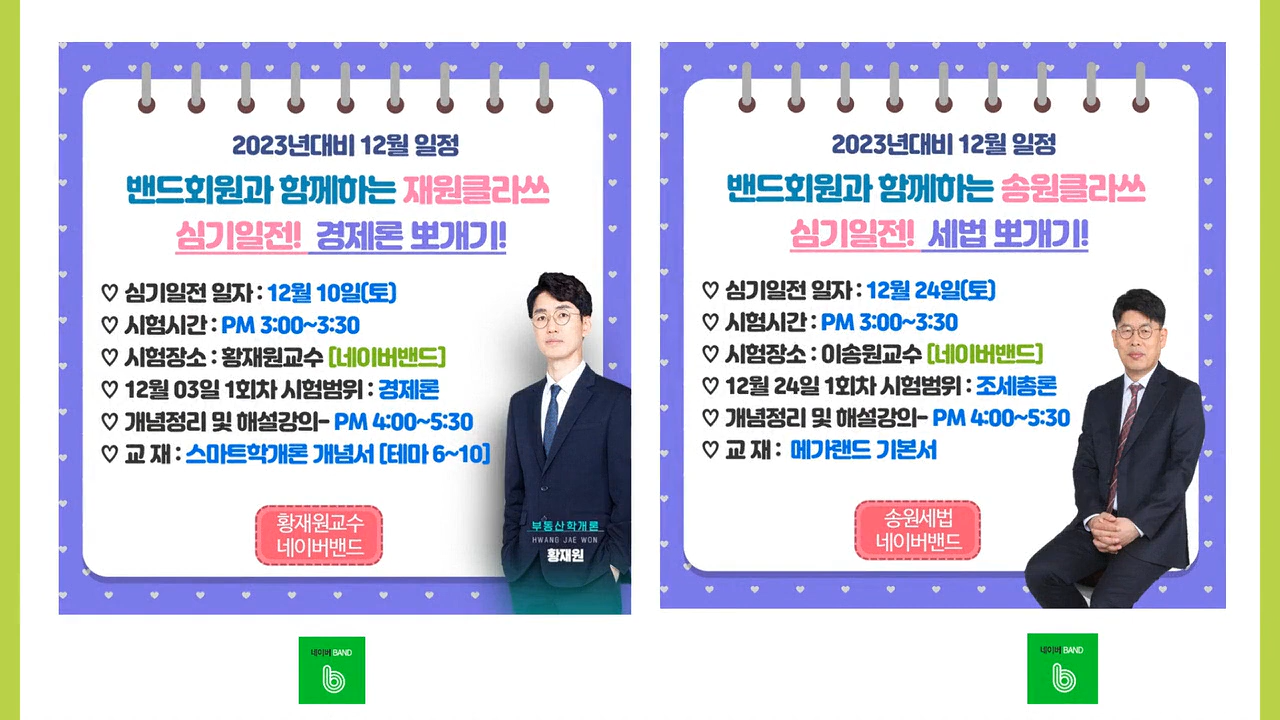 2023년대비 12월 일정
밴드회원과 함께하는 재원클라쓰
심기일전! 경제론 뽀개기!
♡ 심기일전 일자 : 12월 10일(토)
♡ 시험시간 : PM 3:00~3:30
♡ 시험장소 : 황재원교수 [네이버밴드]
♡ 12월 03일 1회차 시험범위 : 경제론
♡ 개념정리 및 해설강의- PM 4:00~5:30
♡ 교 재 : 스마트학개론 개념서 [테마 6~10]
부동산학개론
HWANG JAE WON
황재원
황재원교수
네이버밴드
네이버 BAND
2023년대비 12월 일정
밴드회원과 함께하는 송원클라쓰
심기일전! 세법 뽀개기!
♡ 심기일전 일자 : 12월 24일(토)
♡ 시험시간 : PM 3:00~3:30
♡ 시험장소 : 이송원교수 [네이버밴드]
♡ 12월 24일 1회차 시험범위 : 조세총론
♡ 개념정리 및 해설강의- PM 4:00~5:30
♡ 교 재 : 메가랜드 기본서
송원세법
네이버밴드
네이버 BAND